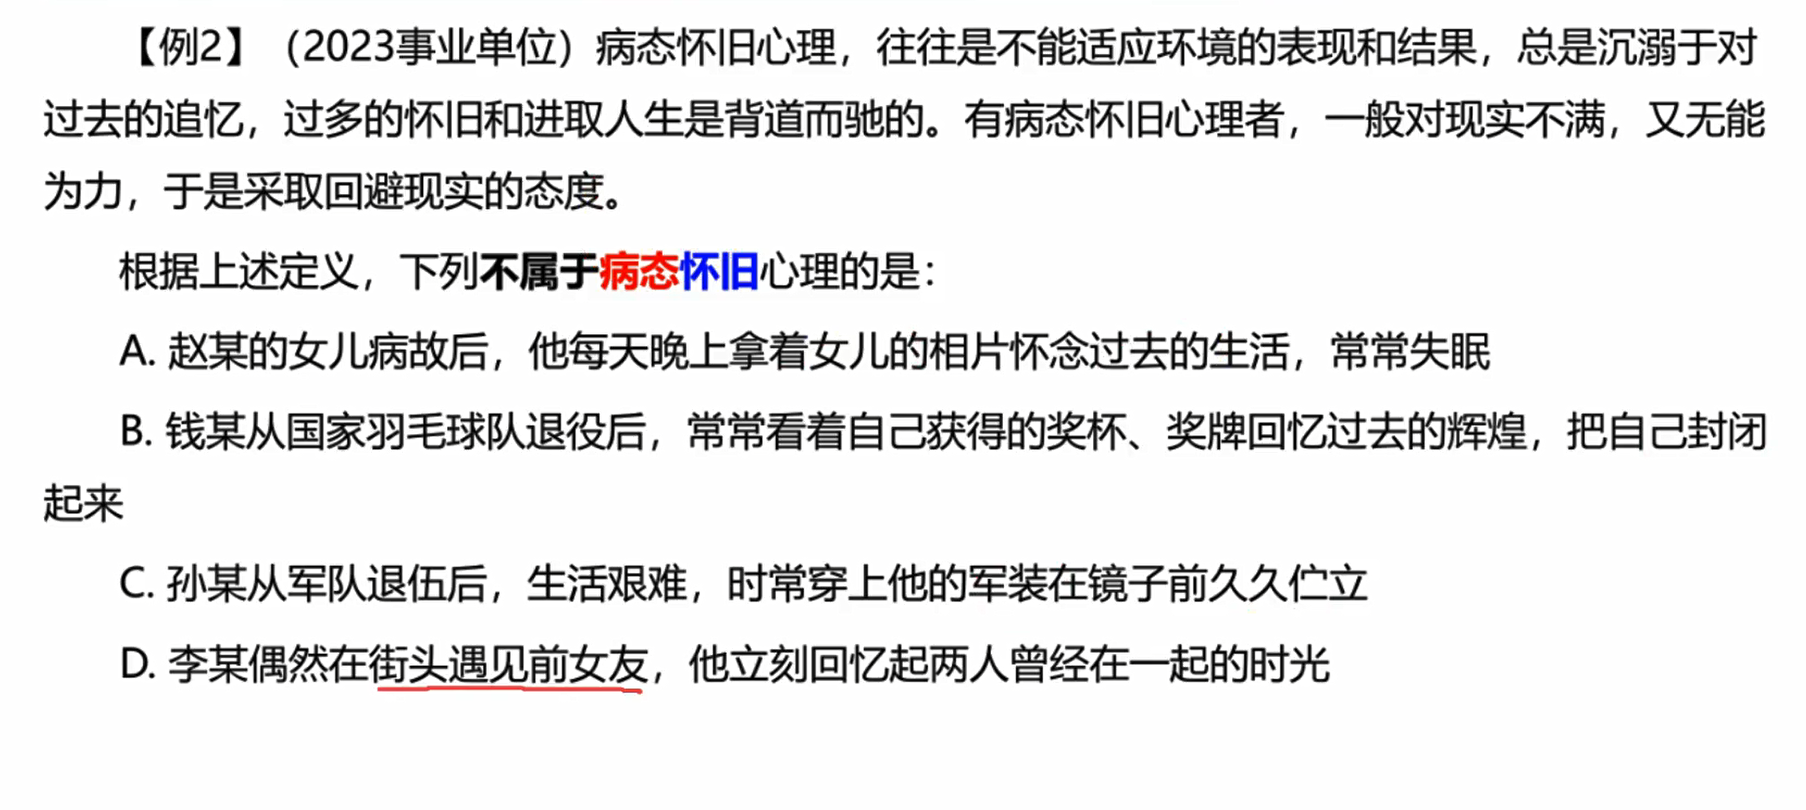 【例2】（2023事业单位）病态怀旧心理，往往是不能适应环境的表现和结果，总是沉溺于对
过去的追忆，过多的怀旧和进取人生是背道而驰的。有病态怀旧心理者，一般对现实不满，又无能
为力，于是采取回避现实的态度。
根据上述定义，下列不属于病态怀旧心理的是：
A. 赵某的女儿病故后，他每天晚上拿着女儿的相片怀念过去的生活，常常失眠
B. 钱某从国家羽毛球队退役后，常常看着自己获得的奖杯、奖牌回忆过去的辉煌，把自己封闭
起来
C. 孙某从军队退伍后，生活艰难，时常穿上他的军装在镜子前久久伫立
D. 李某偶然在街头遇见前女友，他立刻回忆起两人曾经在一起的时光